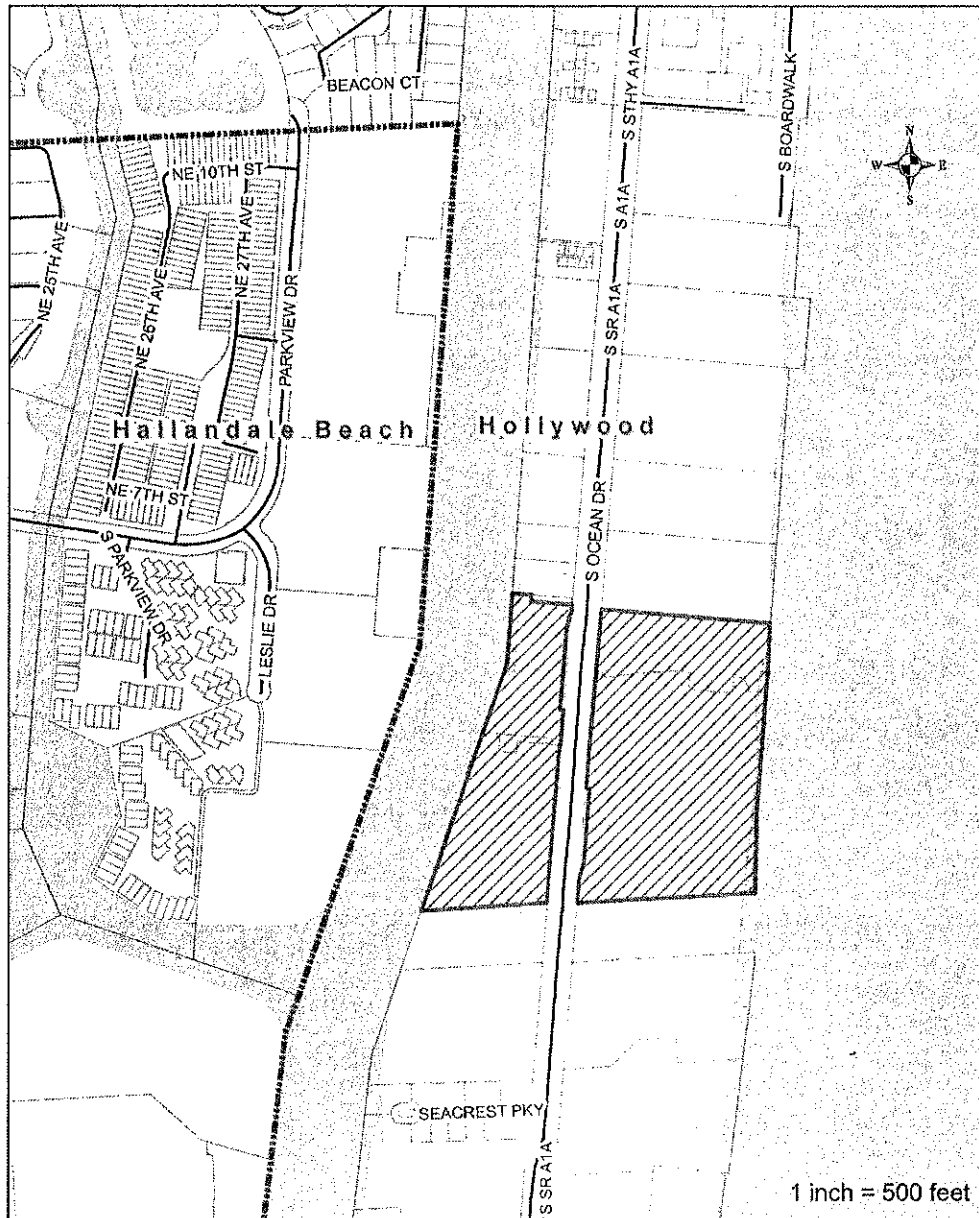 BEACON CT
S STHY A1A
S BOARDWALK
N
W E
S
NE 10TH ST
NE 25TH AVE
NE 26TH AVE
NE 27TH AVE
PARKVIEW DR
S A1A
S SR A1A
Hallandale Beach
Hollywood
NE 7TH ST
S PARKVIEW DR
LESLIE DR
S OCEAN DR
SEACREST PKY
S SR A1A
1 inch = 500 feet